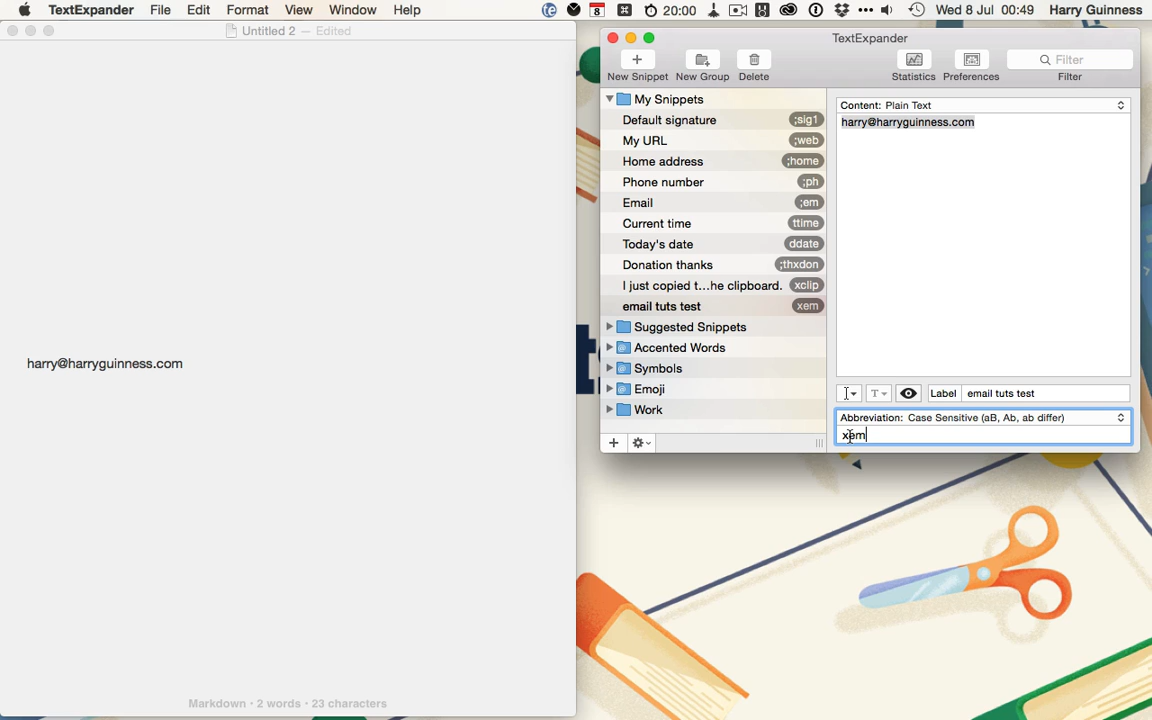 TextExpander File Edit Format View Window Help 8 20:00 Wed 8 Jul 00:49 Harry Guinness
Untitled 2 — Edited
harry@harryguinness.com
Markdown • 2 words • 23 characters
TextExpander
New Snippet New Group Delete Statistics Preferences Filter
Filter
My Snippets
Default signature ;sig1
My URL ;web
Home address ;home
Phone number ;ph
Email ;em
Current time ttime
Today's date ddate
Donation thanks ;thxdon
I just copied t...he clipboard. xclip
email tuts test xem
Suggested Snippets
Accented Words
Symbols
Emoji
Work
Content: Plain Text
harry@harryguinness.com
Label email tuts test
Abbreviation: Case Sensitive (aB, Ab, ab differ)
xem